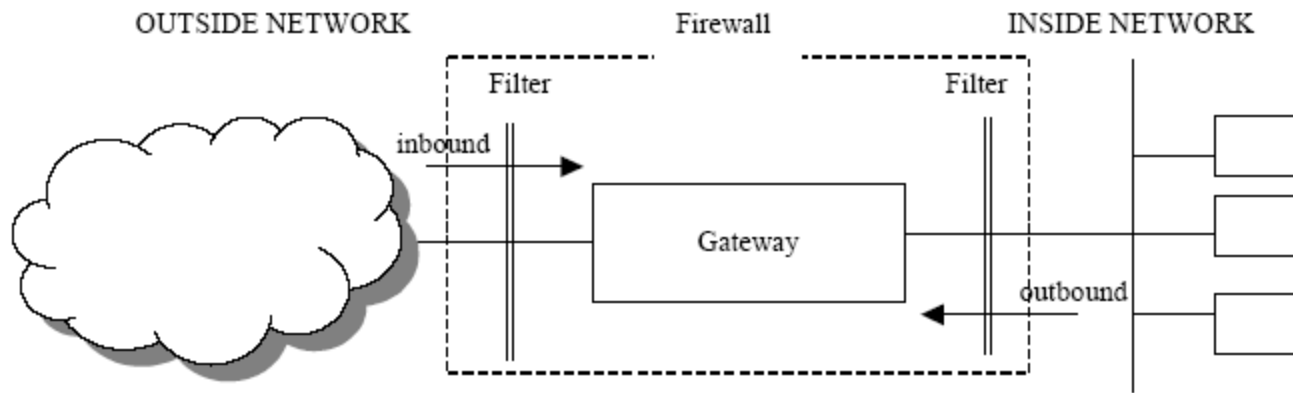 OUTSIDE NETWORK
Firewall
INSIDE NETWORK
Filter
Filter
inbound
Gateway
outbound